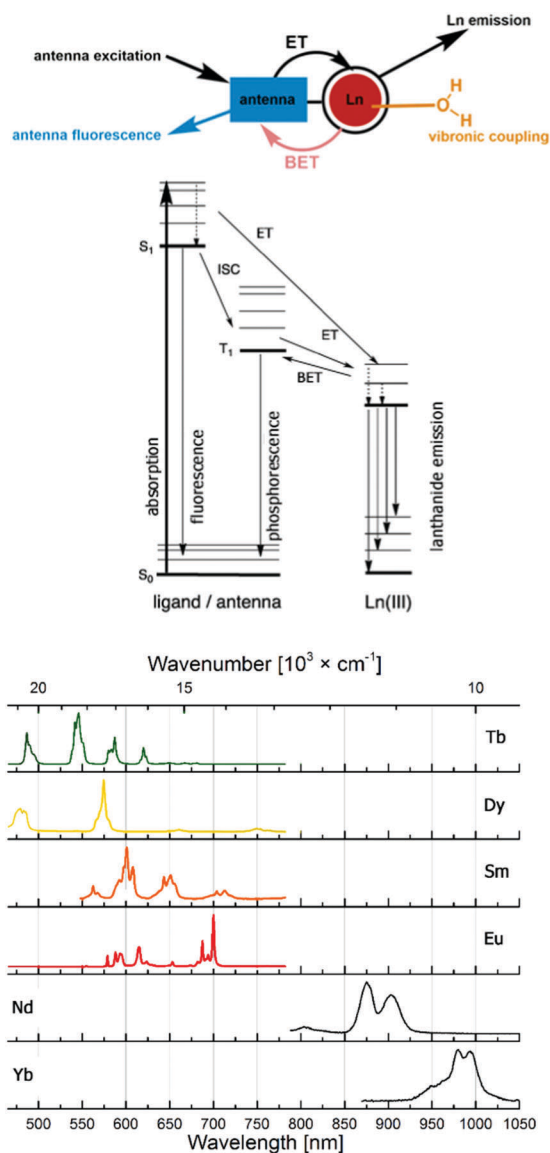 ET
Ln emission
antenna excitation
antenna
Ln
O
H
H
antenna fluorescence
BET
vibronic coupling
S1
ET
ISC
T1
ET
BET
absorption
fluorescence
phosphorescence
lanthanide emission
S0
ligand / antenna
Ln(III)
Wavenumber [10³ × cm⁻¹]
20
15
10
Tb
Dy
Sm
Eu
Nd
Yb
500 550 600 650 700 750 800 850 900 950 1000 1050
Wavelength [nm]